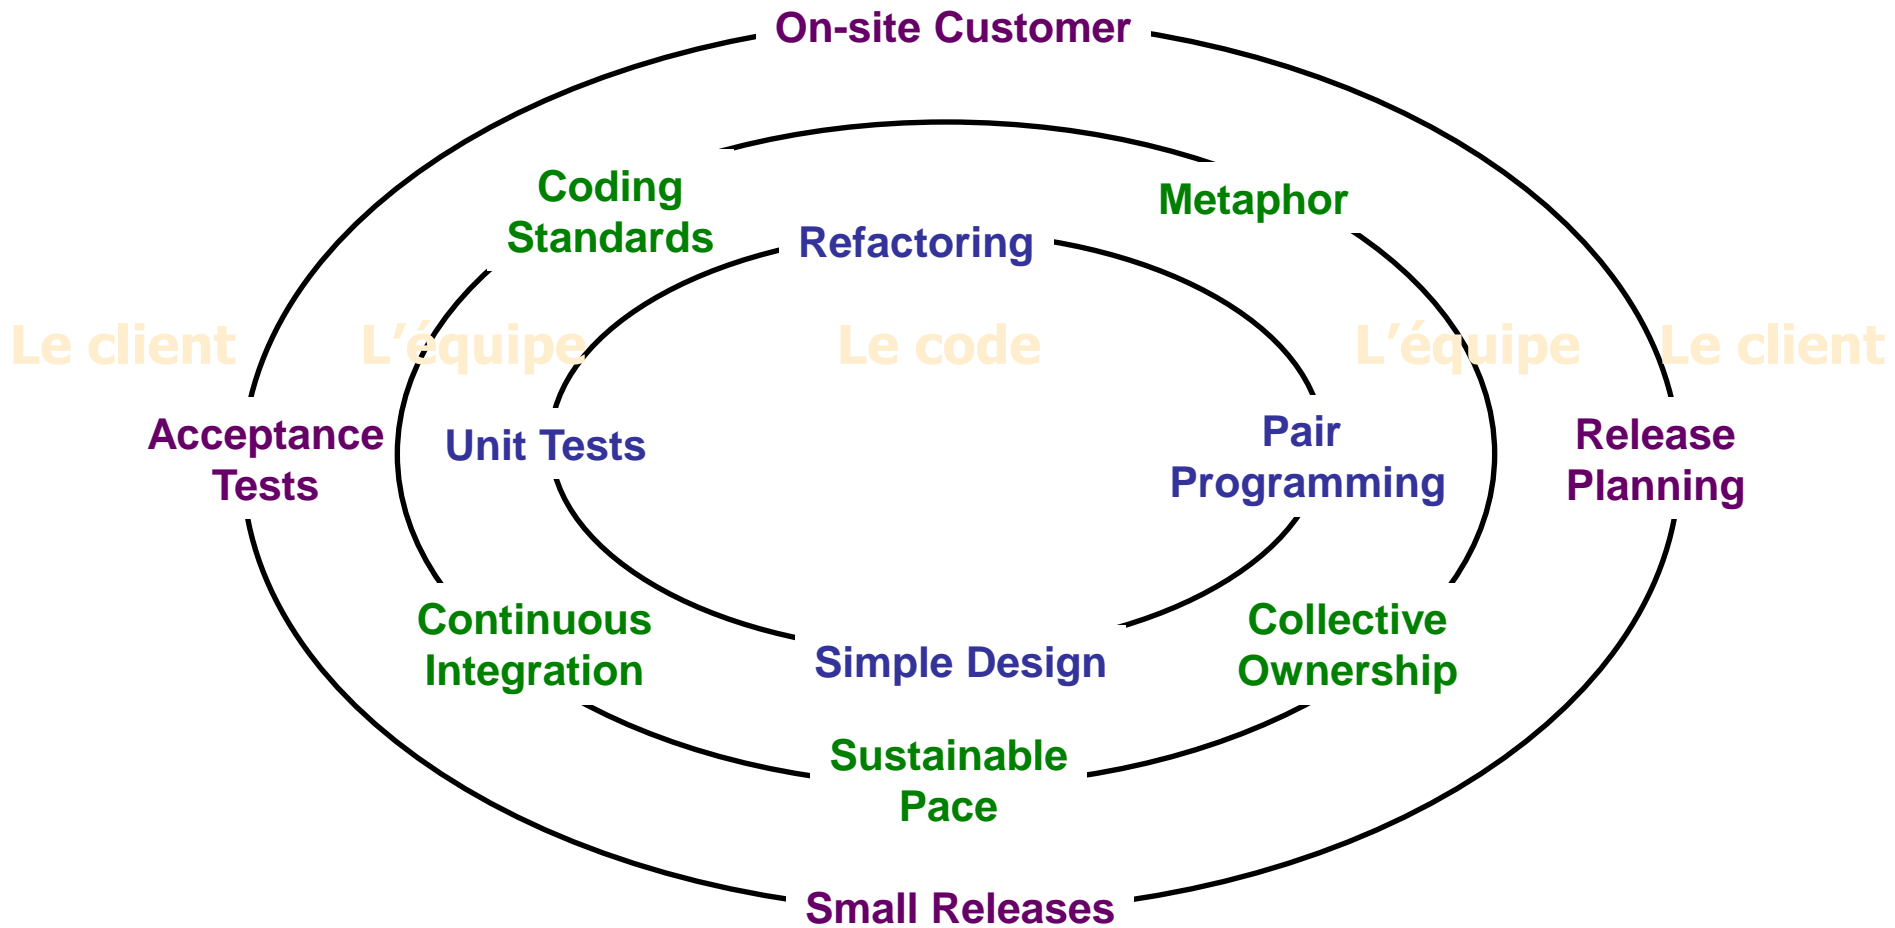 On-site Customer
Coding
Standards
Metaphor
Refactoring
Le client
L'équipe
Le code
L'équipe
Le client
Acceptance
Tests
Unit Tests
Pair
Programming
Release
Planning
Continuous
Integration
Simple Design
Collective
Ownership
Sustainable
Pace
Small Releases